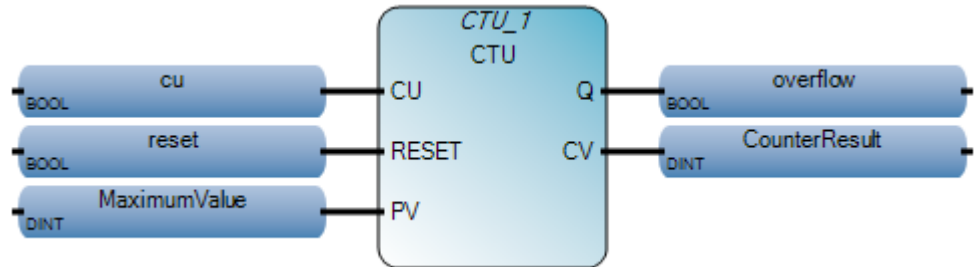 CTU_1
CTU
cu
BOOL
CU
Q
overflow
BOOL
reset
BOOL
RESET
CV
CounterResult
DINT
MaximumValue
DINT
PV